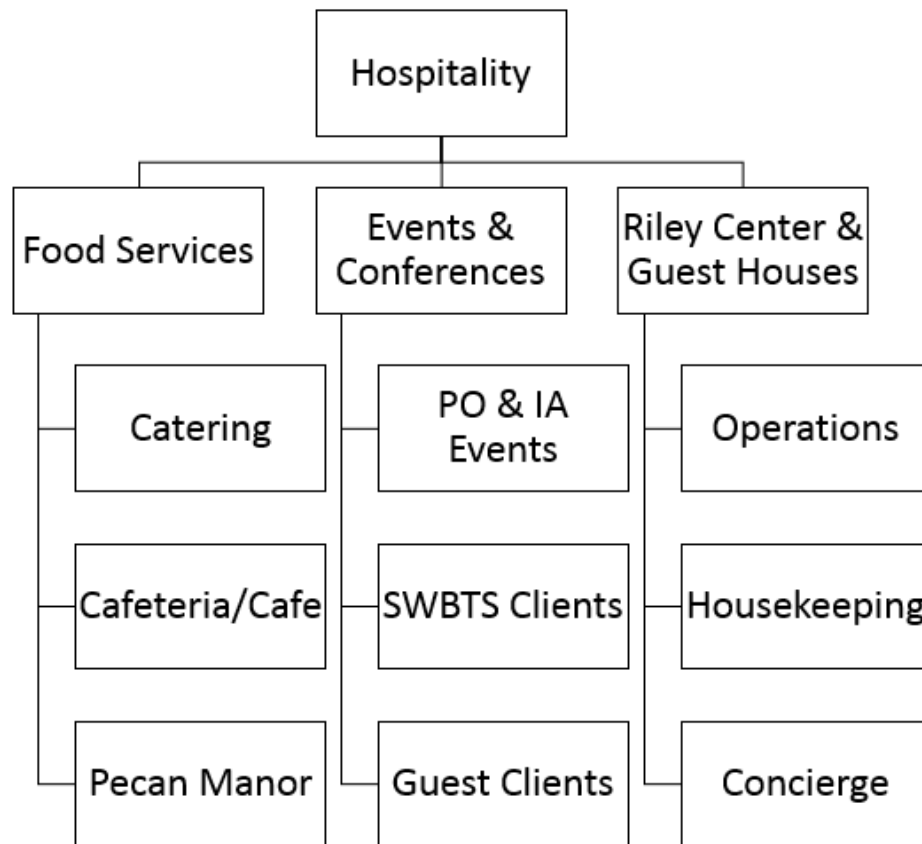 Hospitality
Food Services
Events &
Conferences
Riley Center &
Guest Houses
Catering
PO & IA
Events
Operations
Cafeteria/Cafe
SWBTS Clients
Housekeeping
Pecan Manor
Guest Clients
Concierge